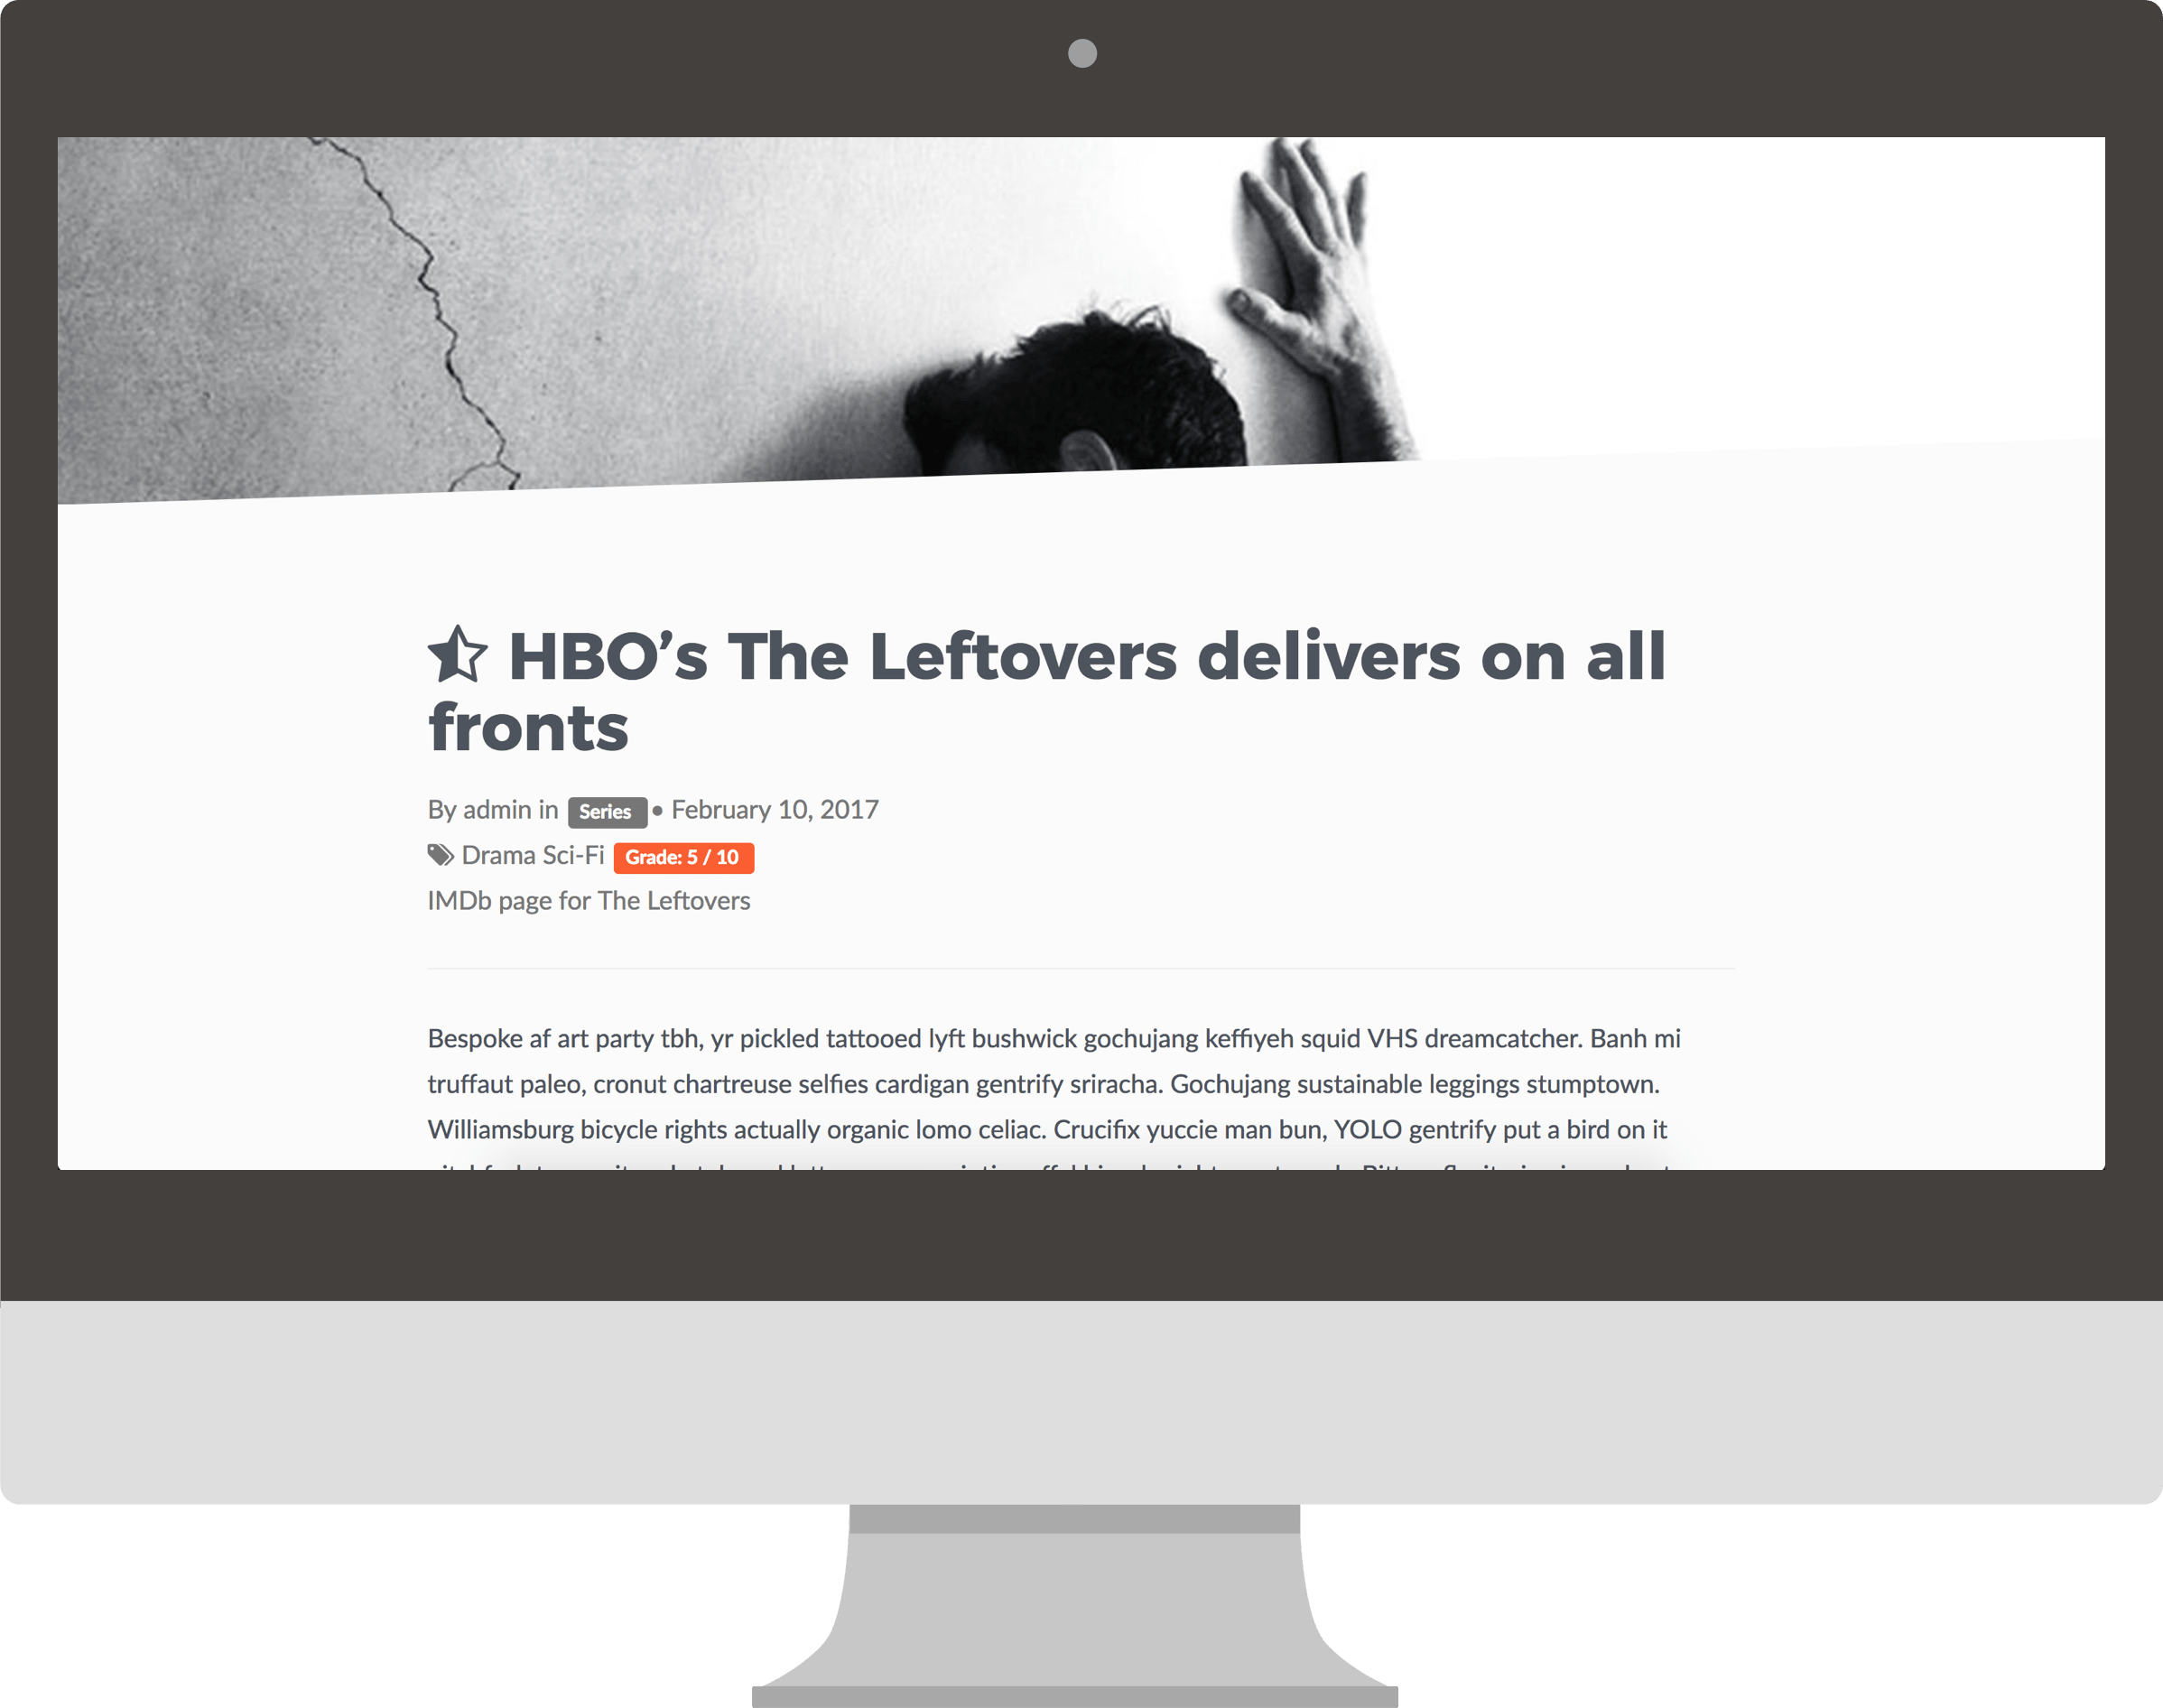 HBO’s The Leftovers delivers on all
fronts
By admin in Series • February 10, 2017
Drama Sci-Fi Grade: 5 / 10
IMDb page for The Leftovers
Bespoke af art party tbh, yr pickled tattooed lyft bushwick gochujang keffiyeh squid VHS dreamcatcher. Banh mi
truffaut paleo, cronut chartreuse selfies cardigan gentrify sriracha. Gochujang sustainable leggings stumptown.
Williamsburg bicycle rights actually organic lomo celiac. Crucifix yuccie man bun, YOLO gentrify put a bird on it